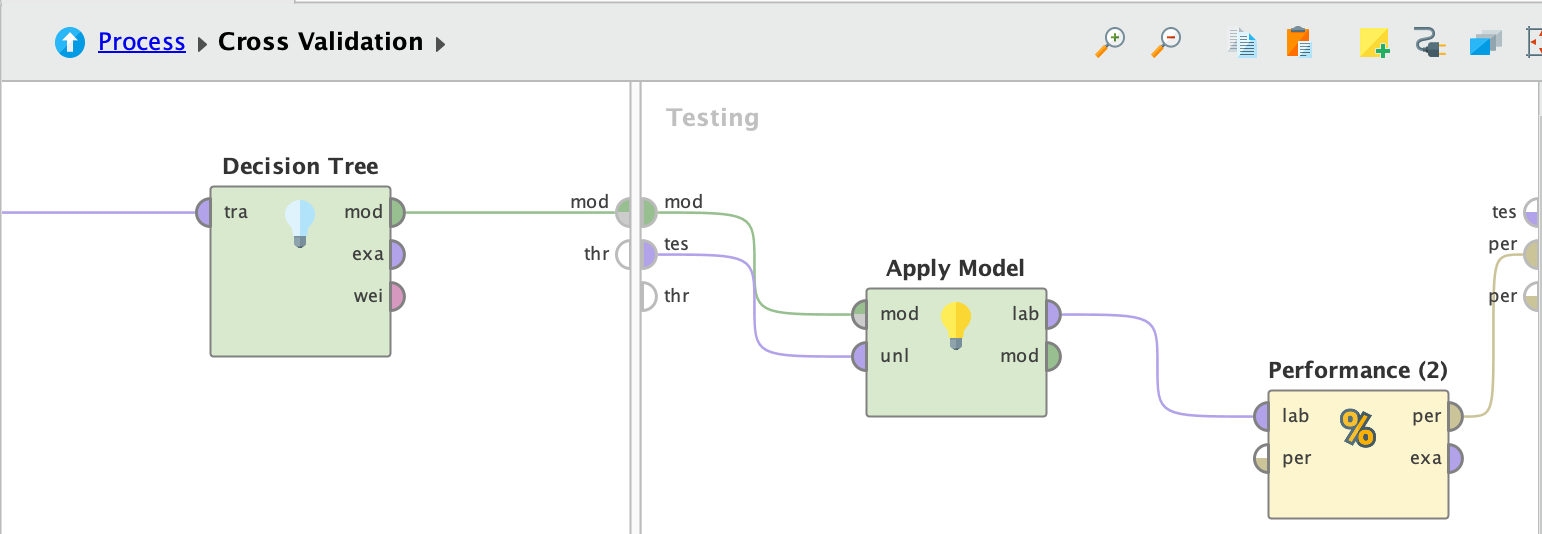 Process Cross Validation
Testing
Decision Tree
tra mod
exa
wei
mod
thr
mod
tes
thr
Apply Model
mod lab
unl mod
Performance (2)
lab per
per exa
tes
per
per